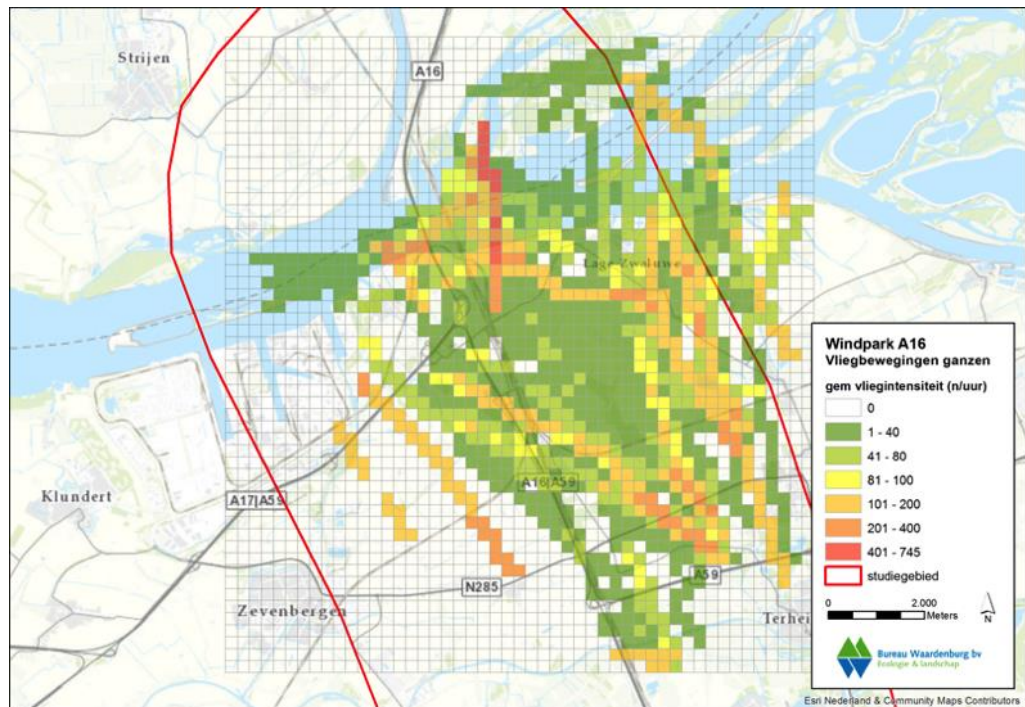 Strijen
A16
Lage Zwaluwe
Klundert
A17|A59
A16|A59
N285
A59
Zevenbergen
Terhei
Windpark A16
Vliegbewegingen ganzen
gem vliegintensiteit (n/uur)
0
1 - 40
41 - 80
81 - 100
101 - 200
201 - 400
401 - 745
studiegebied
0 2.000
Meters
N
Bureau Waardenburg bv
Ecologie & landschap
Esri Nederland & Community Maps Contributors